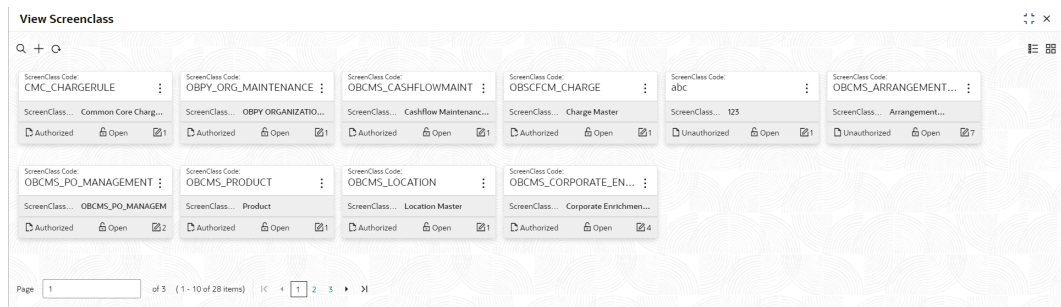 View Screenclass
ScreenClass Code:
CMC_CHARGERULE
ScreenClass... Common Core Charg...
Authorized Open 1
ScreenClass Code:
OBPY_ORG_MAINTENANCE
ScreenClass... OBPY ORGANIZATIO...
Authorized Open 1
ScreenClass Code:
OBCMS_CASHFLOWMAINT
ScreenClass... Cashflow Maintenanc...
Authorized Open 1
ScreenClass Code:
OBSCFCM_CHARGE
ScreenClass... Charge Master
Authorized Open 1
ScreenClass Code:
abc
ScreenClass... 123
Unauthorized Open 1
ScreenClass Code:
OBCMS_ARRANGEMENT...
ScreenClass... Arrangement...
Unauthorized Open 7
ScreenClass Code:
OBCMS_PO_MANAGEMENT
ScreenClass... OBCMS_PO_MANAGEM
Authorized Open 2
ScreenClass Code:
OBCMS_PRODUCT
ScreenClass... Product
Authorized Open 1
ScreenClass Code:
OBCMS_LOCATION
ScreenClass... Location Master
Authorized Open 1
ScreenClass Code:
OBCMS_CORPORATE_EN...
ScreenClass... Corporate Enrichmen...
Authorized Open 4
Page 1 of 3 ( 1 - 10 of 28 items) 1 2 3